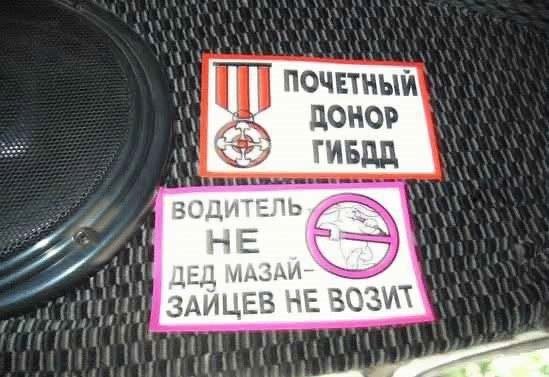 ПОЧЕТНЫЙ
ДОНОР
ГИБДД
ВОДИТЕЛЬ
НЕ
ДЕД МАЗАЙ-
ЗАЙЦЕВ НЕ ВОЗИТ